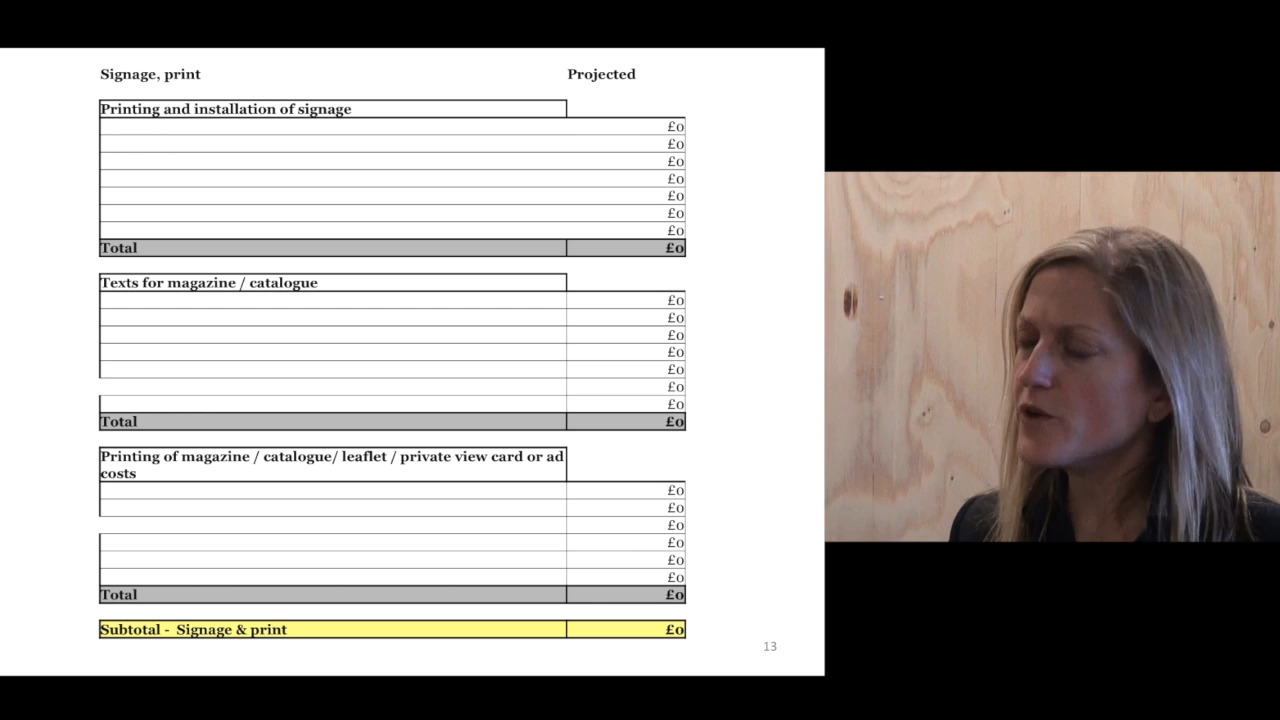 Signage, print Projected
Printing and installation of signage
£0
£0
£0
£0
£0
£0
£0
Total £0
Texts for magazine / catalogue
£0
£0
£0
£0
£0
£0
£0
Total £0
Printing of magazine / catalogue/ leaflet / private view card or ad
costs
£0
£0
£0
£0
£0
£0
Total £0
Subtotal - Signage & print £0
13